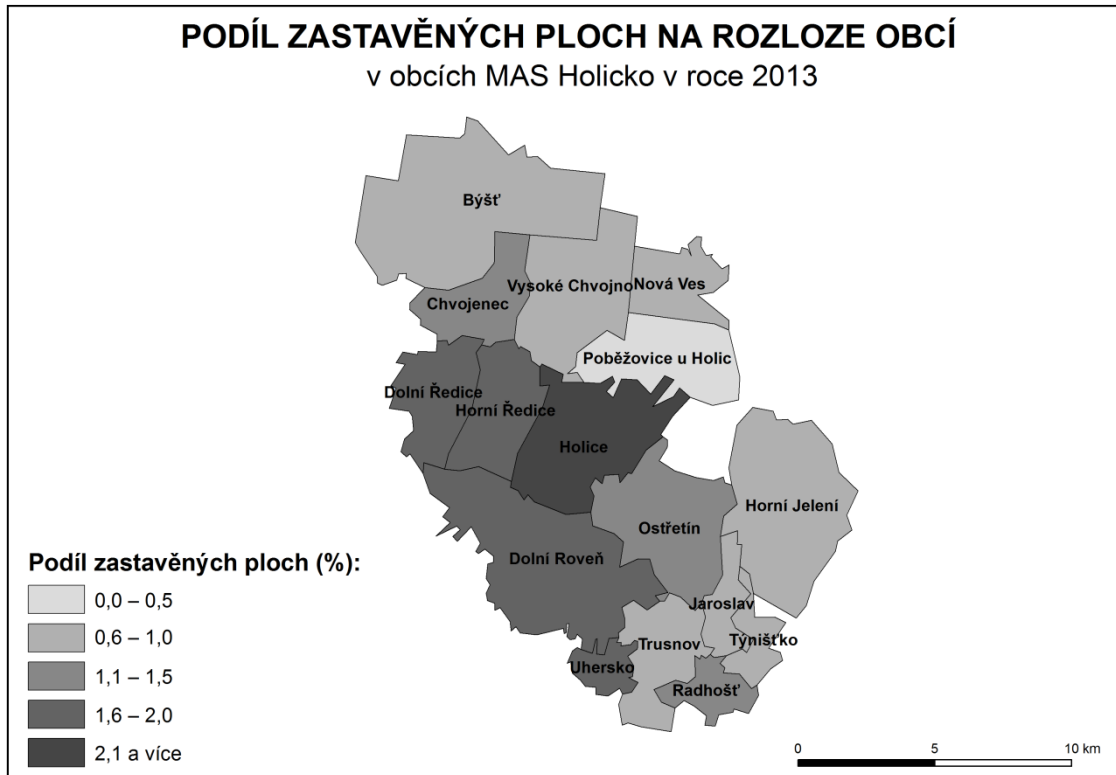 PODÍL ZASTAVĚNÝCH PLOCH NA ROZLOZE OBCÍ
v obcích MAS Holicko v roce 2013
Býšť
Vysoké Chvojno
Nová Ves
Chvojenec
Poběžovice u Holic
Dolní Ředice
Horní Ředice
Holice
Horní Jelení
Ostřetín
Dolní Roveň
Jaroslav
Týnišťko
Trusnov
Uhersko
Radhošť
Podíl zastavěných ploch (%):
0,0 – 0,5
0,6 – 1,0
1,1 – 1,5
1,6 – 2,0
2,1 a více
0 5 10 km